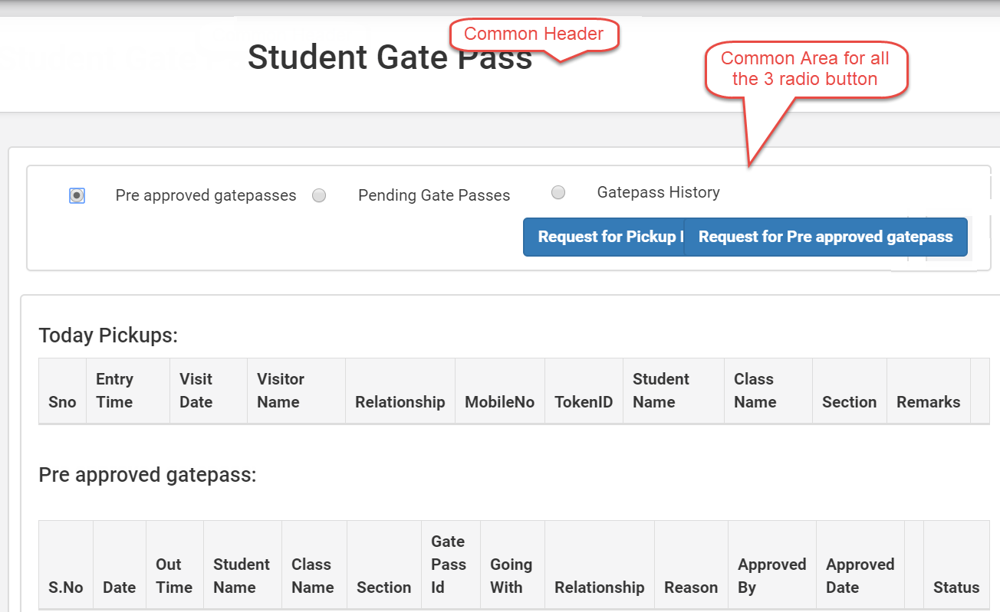 Common Header
Student Gate Pass
Common Area for all
the 3 radio button
Pre approved gatepasses
Pending Gate Passes
Gatepass History
Request for Pickup
Request for Pre approved gatepass
Today Pickups:
Sno
Entry
Time
Visit
Date
Visitor
Name
Relationship
MobileNo
TokenID
Student
Name
Class
Name
Section
Remarks
Pre approved gatepass:
S.No
Date
Out
Time
Student
Name
Class
Name
Section
Gate
Pass
Id
Going
With
Relationship
Reason
Approved
By
Approved
Date
Status